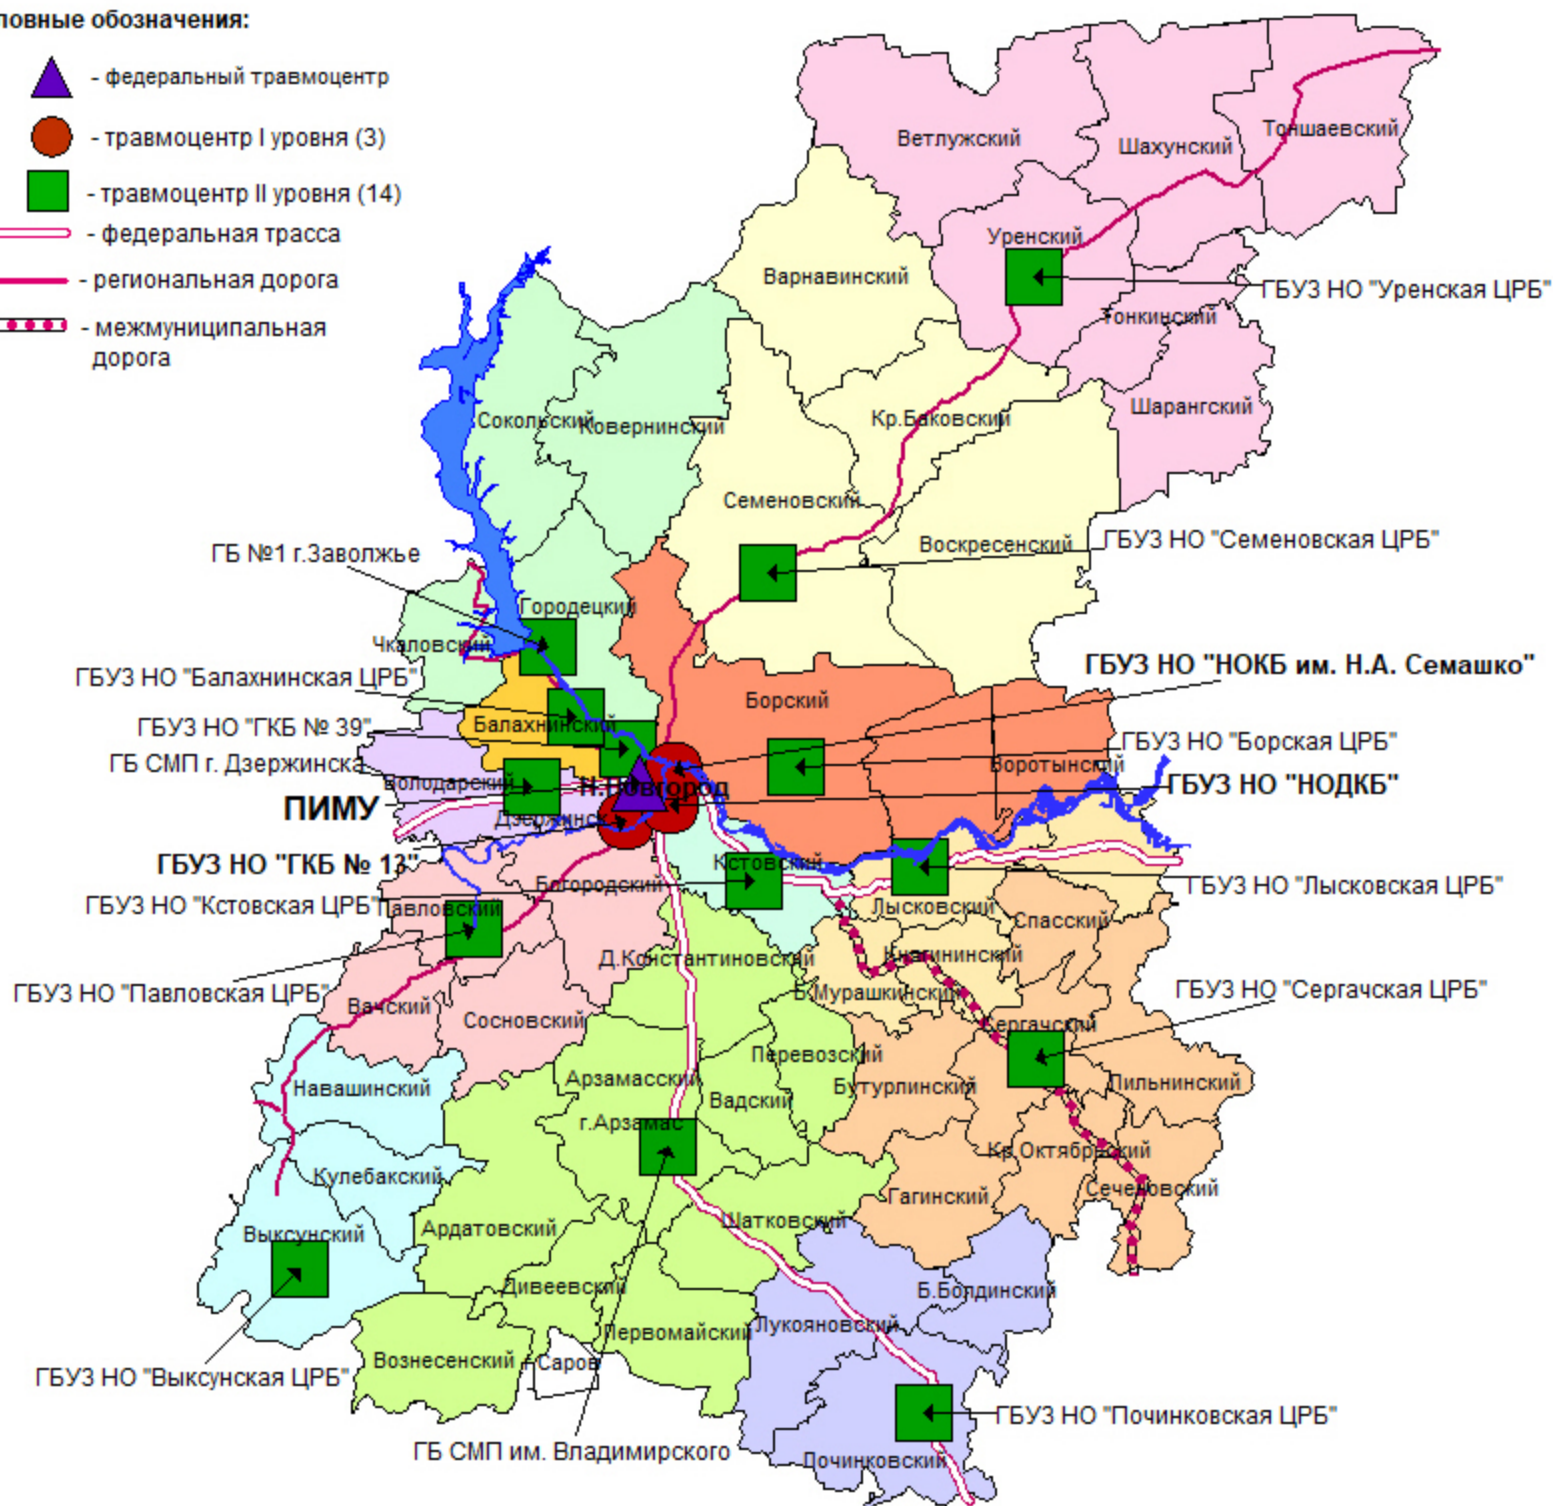 ловные обозначения:
- федеральный травмоцентр
- травмоцентр I уровня (3)
- травмоцентр II уровня (14)
- федеральная трасса
- региональная дорога
- межмуниципальная
дорога
Ветлужский
Шахунский
Тоншаевский
Уренский
Варнавинский
ГБУЗ НО "Уренская ЦРБ"
Тонкинский
Шарангский
Сокольский
Ковернинский
Кр.Баковский
Семеновский
Воскресенский
ГБУЗ НО "Семеновская ЦРБ"
ГБ №1 г.Заволжье
Городецкий
Чкаловский
ГБУЗ НО "Балахнинская ЦРБ"
ГБУЗ НО "НОКБ им. Н.А. Семашко"
Борский
ГБУЗ НО "ГКБ № 39"
Балахнинский
ГБУЗ НО "Борская ЦРБ"
ГБ СМП г. Дзержинска
Воротынский
Володарский
Н.Новгород
ГБУЗ НО "НОДКБ"
ПИМУ
Дзержинск
ГБУЗ НО "ГКБ № 13"
Кстовский
Богородский
ГБУЗ НО "Лысковская ЦРБ"
ГБУЗ НО "Кстовская ЦРБ"
Павловский
Лысковский
Спасский
Д.Константиновский
Княгининский
ГБУЗ НО "Павловская ЦРБ"
Б.Мурашкинский
ГБУЗ НО "Сергачская ЦРБ"
Вачский
Сосновский
Сергачский
Перевозский
Навашинский
Арзамасский
Бутурлинский
Пильнинский
Вадский
г.Арзамас
Кр.Октябрьский
Кулебакский
Гагинский
Сеченовский
Выксунский
Ардатовский
Шатковский
Дивеевский
Б.Болдинский
Лукояновский
Первомайский
Вознесенский
Саров
ГБУЗ НО "Выксунская ЦРБ"
ГБУЗ НО "Починковская ЦРБ"
ГБ СМП им. Владимирского
Починковский